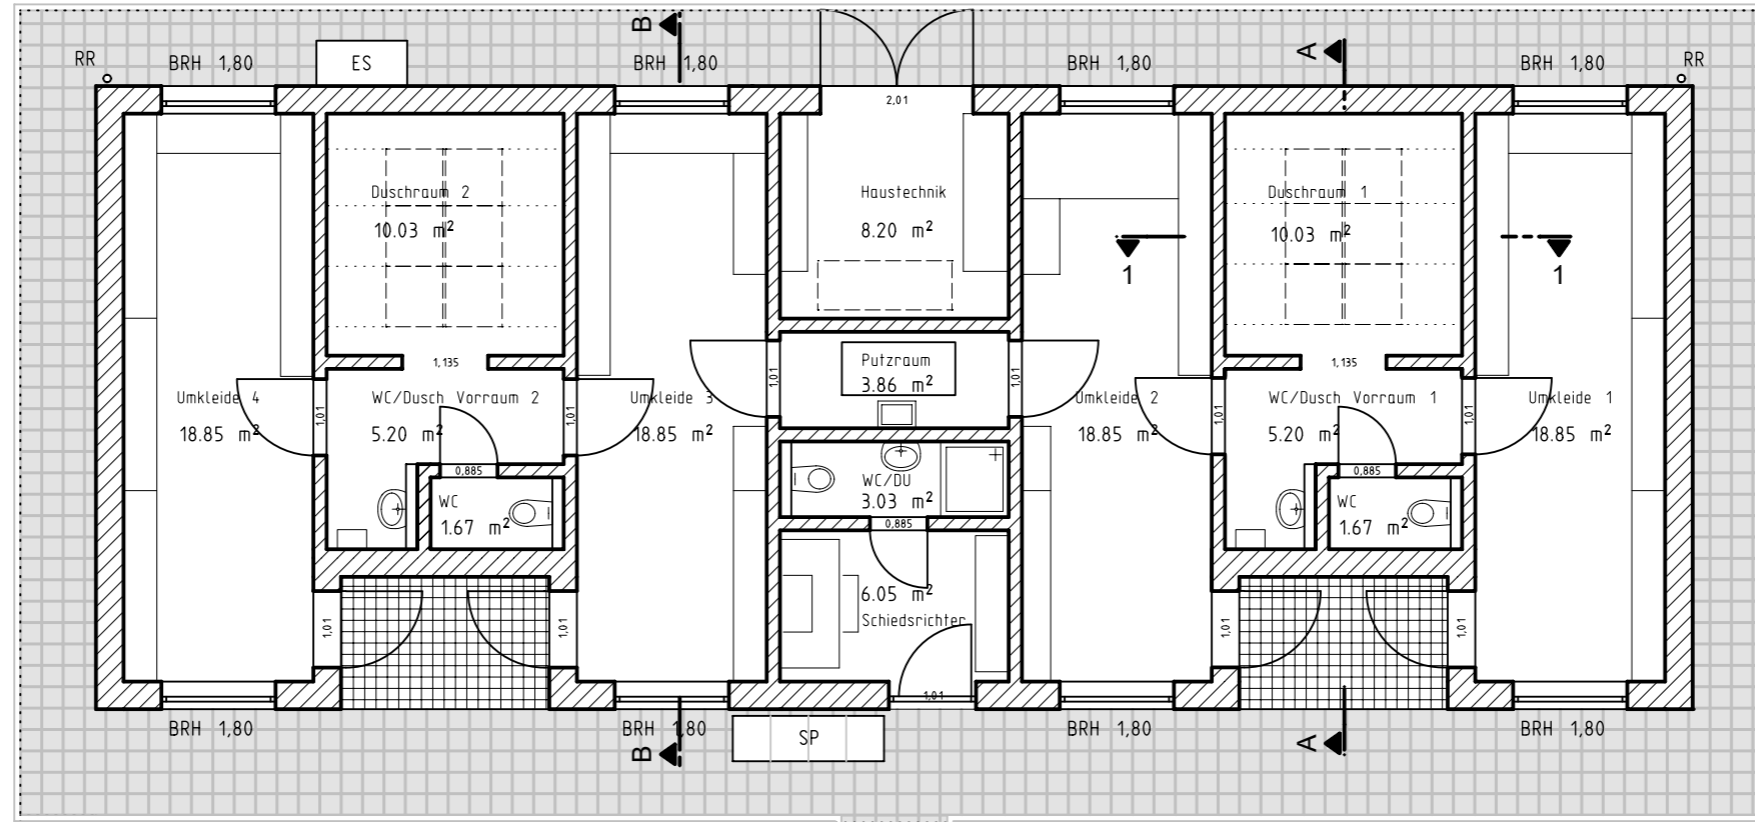 B
A
RR
BRH 1,80
ES
BRH 1,80
BRH 1,80
BRH 1,80
RR
2,01
Duschraum 2
10.03 m²
Haustechnik
8.20 m²
Duschraum 1
10.03 m²
1
1
1,135
Putzraum
3.86 m²
1,135
1,01
1,01
Umkleide 4
18.85 m²
WC/Dusch Vorraum 2
5.20 m²
Umkleide 3
18.85 m²
Umkleide 2
18.85 m²
WC/Dusch Vorraum 1
5.20 m²
Umkleide 1
18.85 m²
1,01
1,01
1,01
1,01
0,885
0,885
WC
1.67 m²
WC/DU
3.03 m²
WC
1.67 m²
0,885
6.05 m²
Schiedsrichter
1,01
1,01
1,01
1,01
1,01
BRH 1,80
BRH 1,80
SP
BRH 1,80
BRH 1,80
B
A